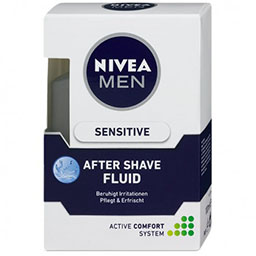 NIVEA
MEN
SENSITIVE
AFTER SHAVE
FLUID
Beruhigt Irritationen
Pflegt & Erfrischt
ACTIVE COMFORT
SYSTEM